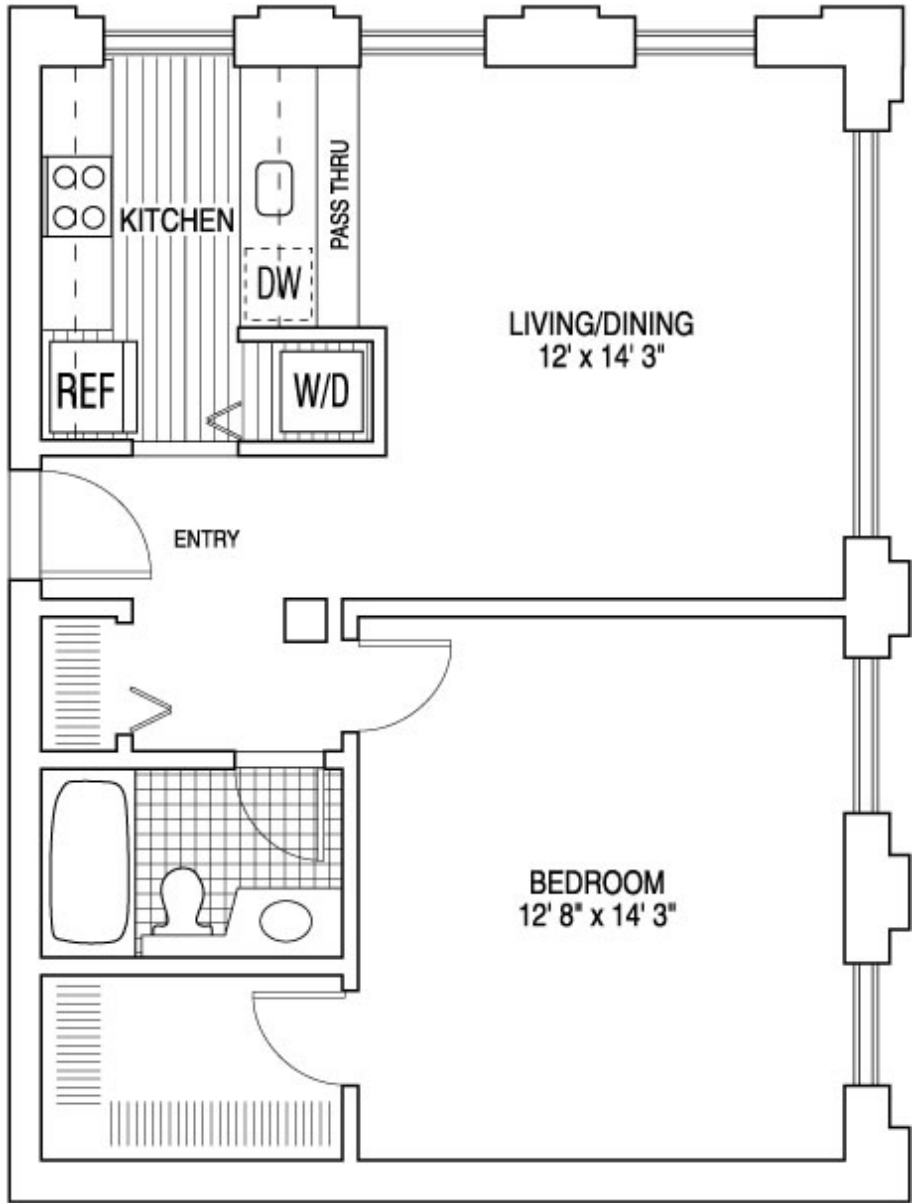 KITCHEN
PASS THRU
DW
REF
W/D
LIVING/DINING
12' x 14' 3"
ENTRY
BEDROOM
12' 8" x 14' 3"